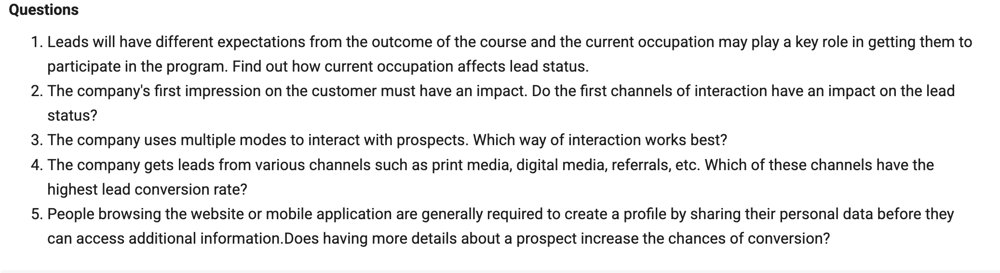 Questions
1. Leads will have different expectations from the outcome of the course and the current occupation may play a key role in getting them to
participate in the program. Find out how current occupation affects lead status.
2. The company's first impression on the customer must have an impact. Do the first channels of interaction have an impact on the lead
status?
3. The company uses multiple modes to interact with prospects. Which way of interaction works best?
4. The company gets leads from various channels such as print media, digital media, referrals, etc. Which of these channels have the
highest lead conversion rate?
5. People browsing the website or mobile application are generally required to create a profile by sharing their personal data before they
can access additional information.Does having more details about a prospect increase the chances of conversion?